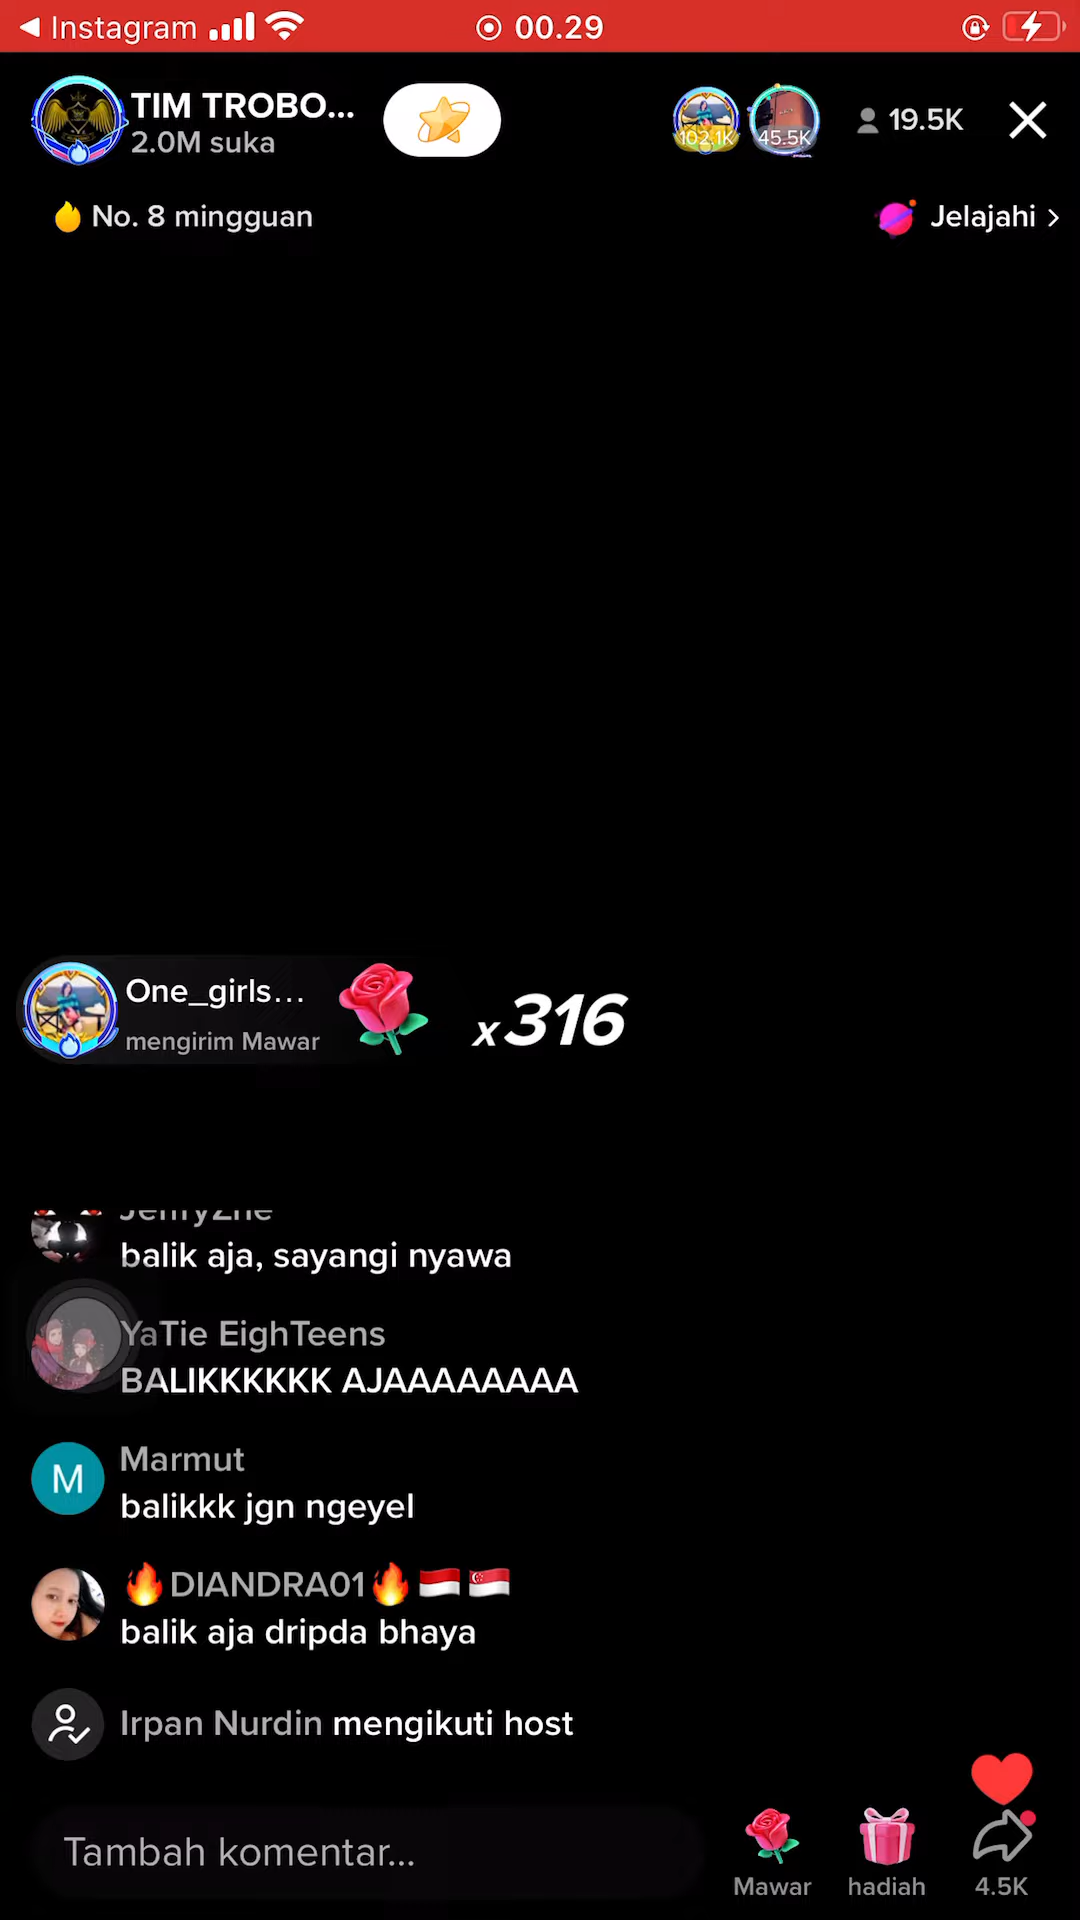 Instagram 00.29
TIM TROBO...
2.0M suka
102.1K 45.5K 19.5K
No. 8 mingguan
Jelajahi >
One_girls...
mengirim Mawar
x316
JenryZhe
balik aja, sayangi nyawa
YaTie EighTeens
BALIKKKKKK AJAAAAAAAA
M
Marmut
balikkk jgn ngeyel
🔥DIANDRA01🔥🇮🇩🇸🇬
balik aja dripda bhaya
Irpan Nurdin mengikuti host
Tambah komentar...
Mawar
hadiah
4.5K